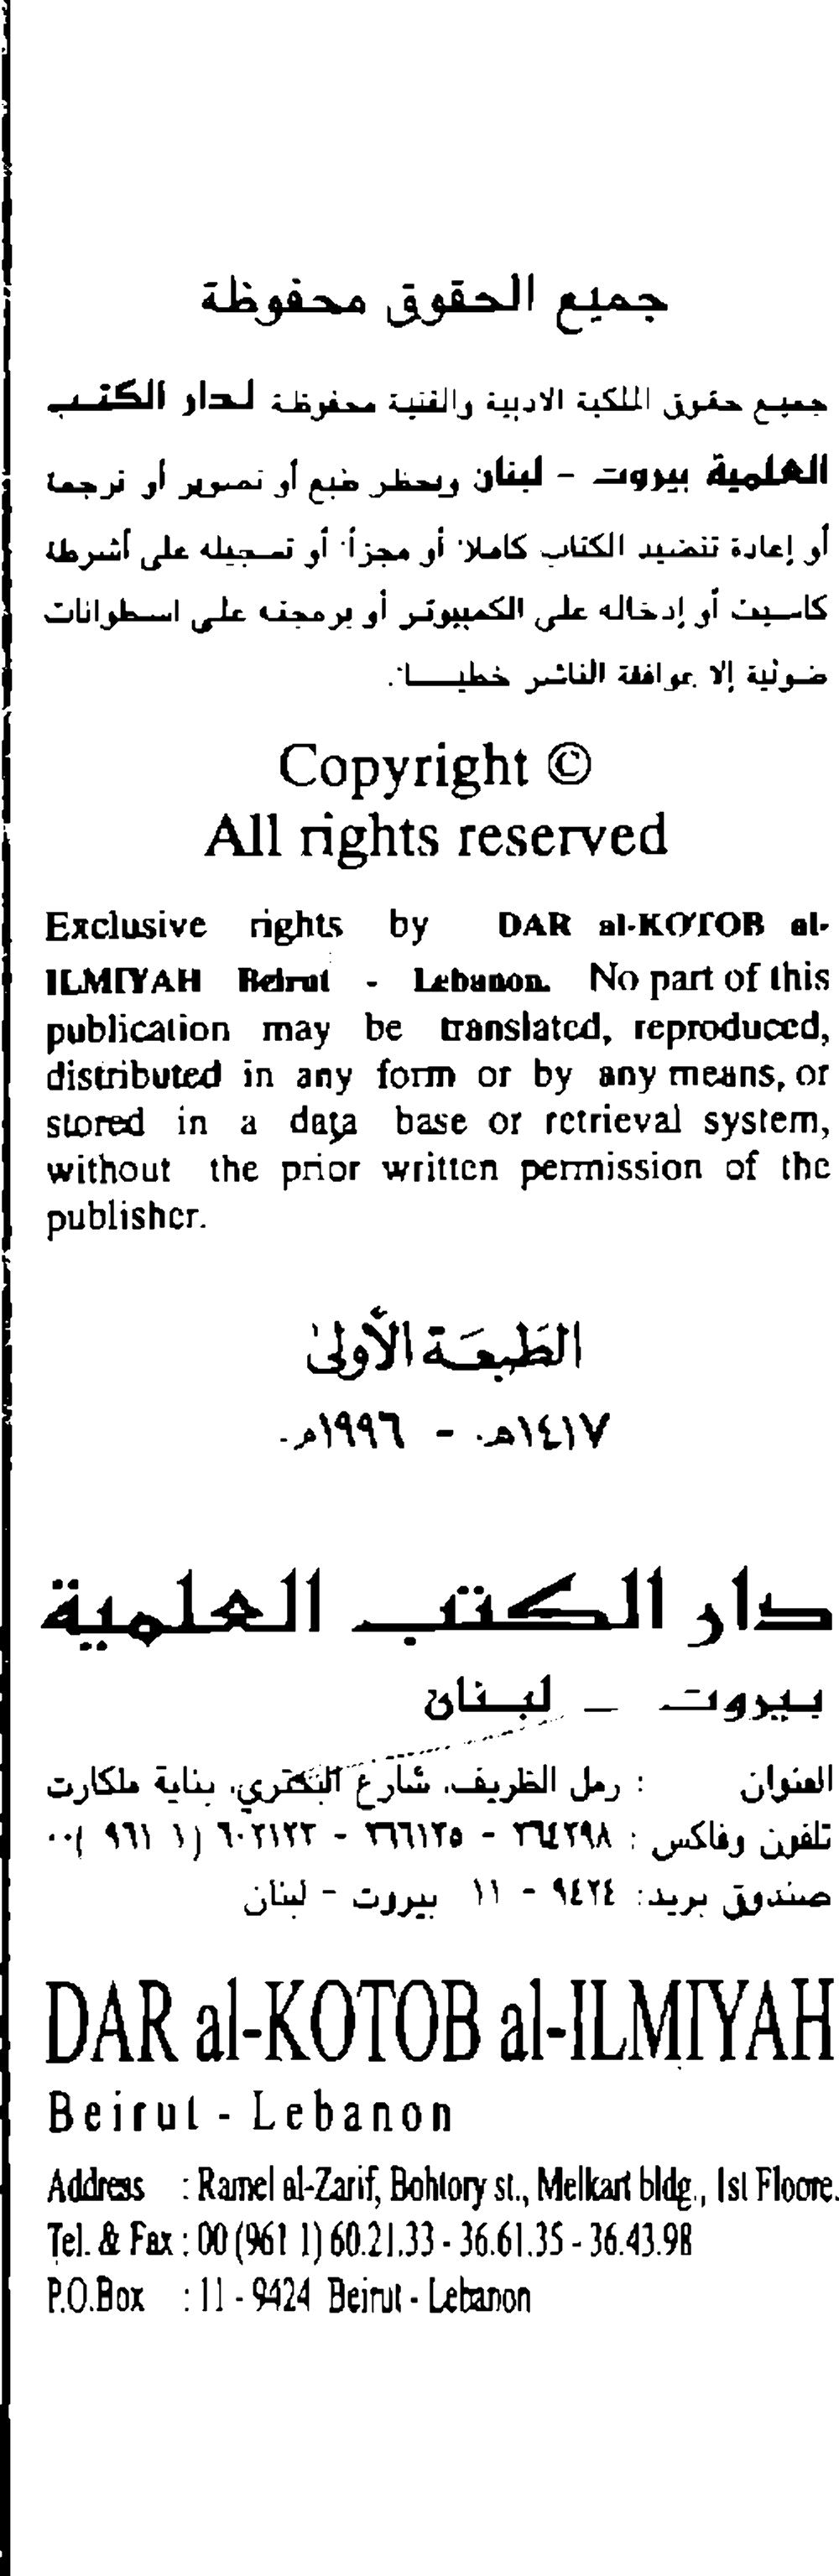 جميع الحقوق محفوظة
جميع حقوق الملكية الادبية والفنية محفوظة لدار الكتب
العلمية بيروت - لبنان ويحظر طبع أو تصوير أو ترجمة
أو إعادة تنضيد الكتاب كاملا أو مجزأ أو تسجيله على أشرطة
كاسيت أو إدخاله على الكمبيوتر أو برمجته على اسطوانات
ضوئية إلا بموافقة الناشر خطيا.
Copyright ©
All rights reserved
Exclusive rights by DAR al-KOTOB al-
ILMIYAH Beirut - Lebanon. No part of this
publication may be translated, reproduced,
distributed in any form or by any means, or
stored in a data base or retrieval system,
without the prior written permission of the
publisher.
الطَبعَة الأولىٰ
١٤١٧هـ. - ١٩٩٦م.
دار الكتب العلمية
بيروت - لبنان
العنوان : رمل الظريف، شارع البحتري، بناية ملكارت
تلفون وفاكس : ٣٦٤٣٩٨ - ٣٦٦١٣٥ - ٦٠٢١٣٣ (١ ٩٦١ )٠٠
صندوق بريد: ٩٤٢٤ - ١١ بيروت - لبنان
DAR al-KOTOB al-ILMIYAH
Beirut - Lebanon
Address : Ramel al-Zarif, Bohtory st., Melkart bldg., 1st Floore.
Tel. & Fax : 00 (961 1) 60.21.33 - 36.61.35 - 36.43.98
P.O.Box : 11 - 9424 Beirut - Lebanon